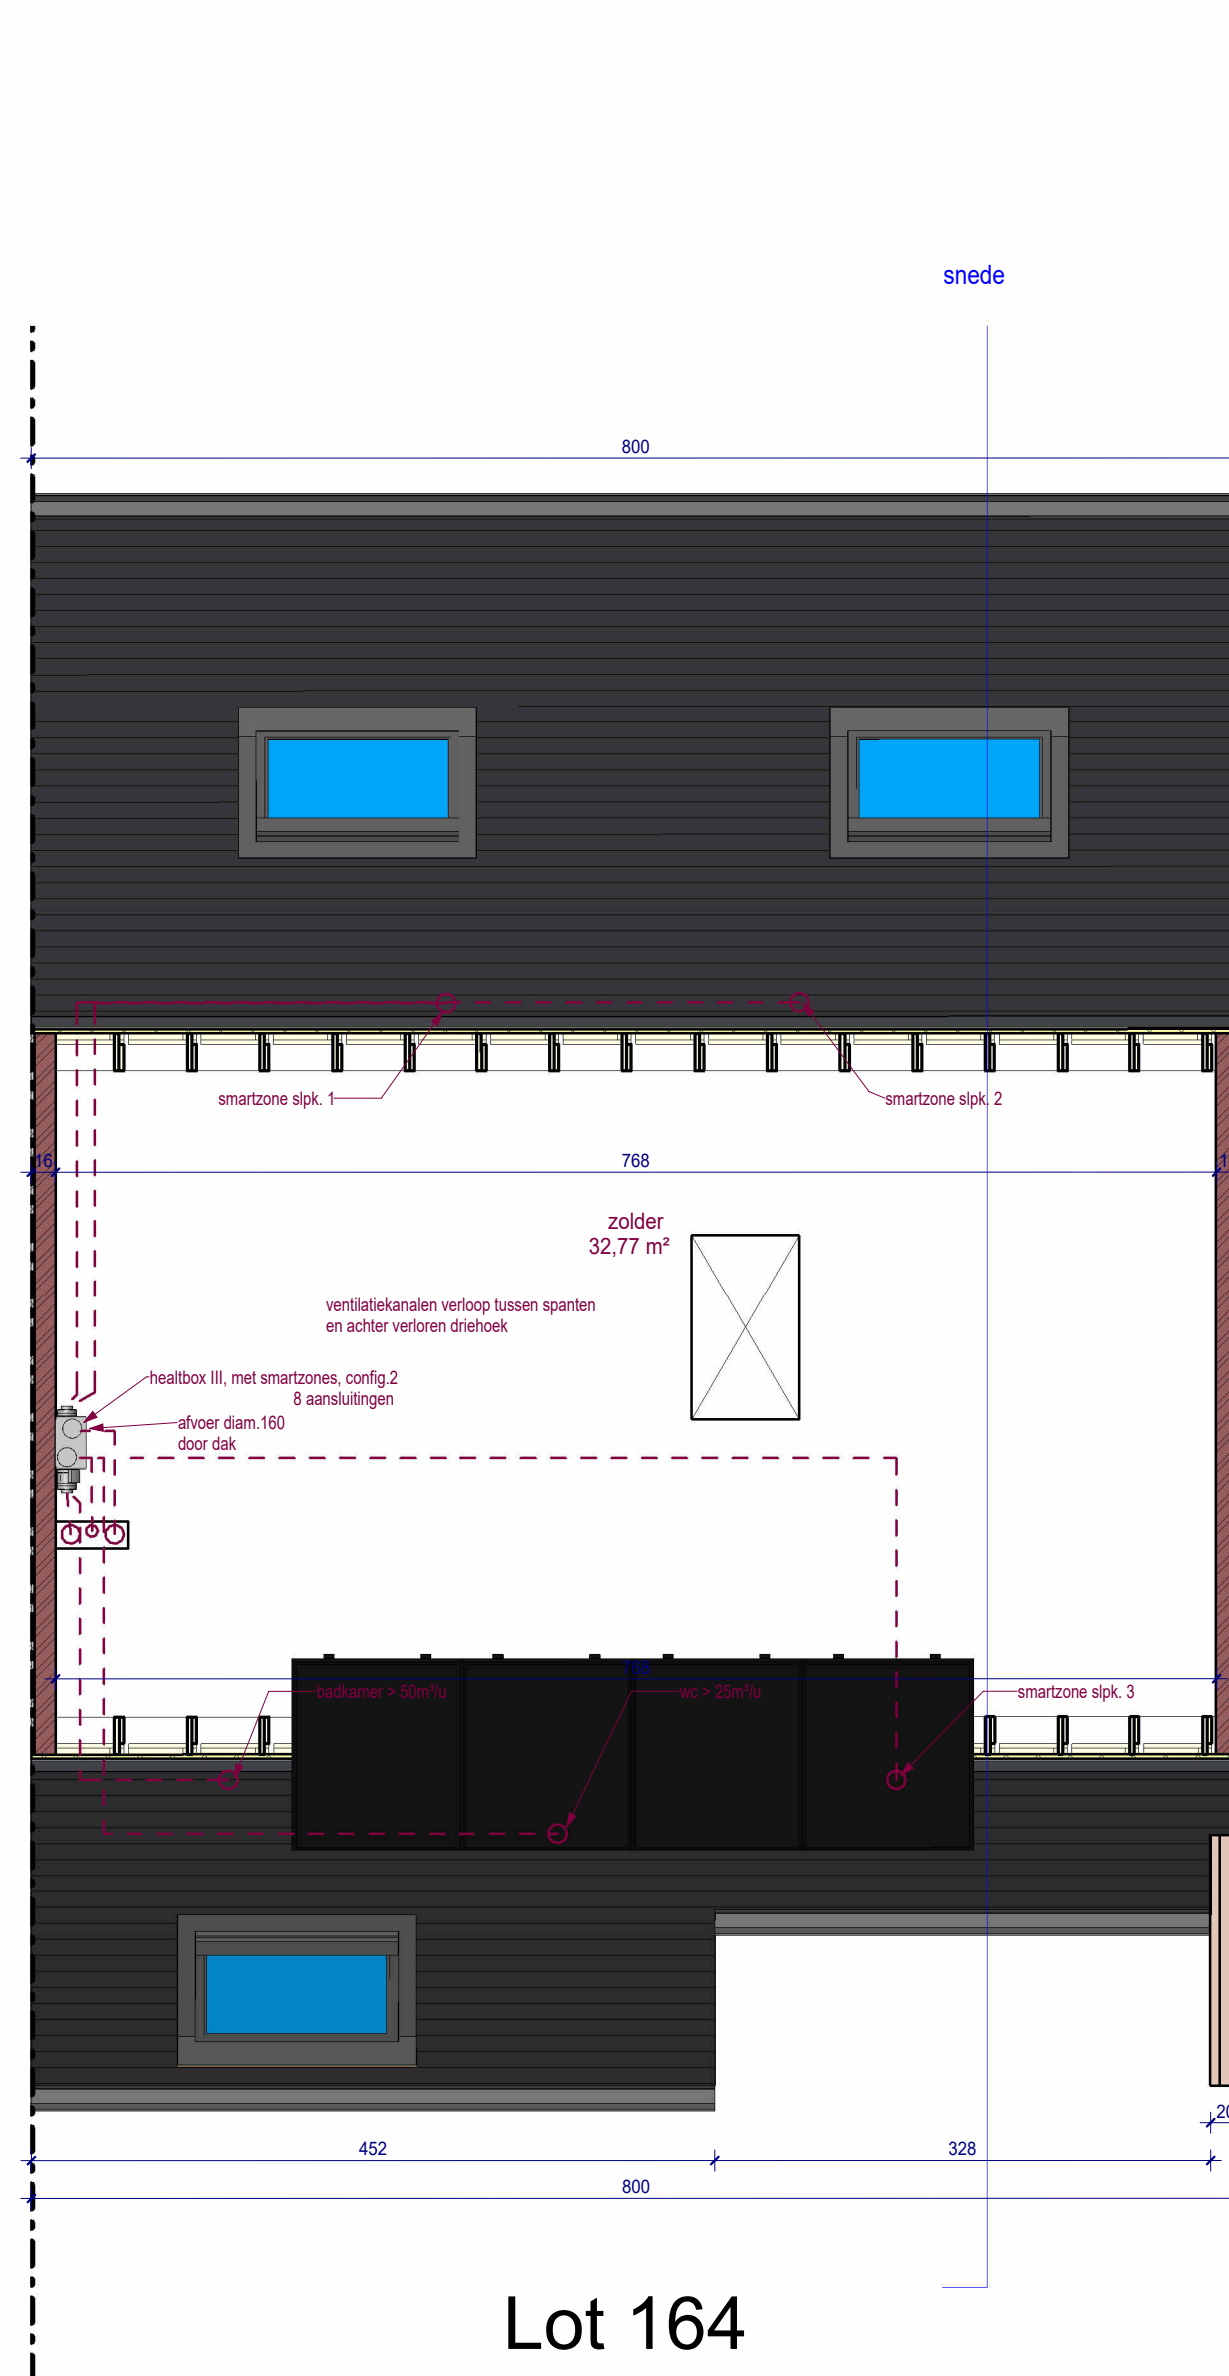 snede
800
smartzone slpk. 1
smartzone slpk. 2
16
768
zolder
32,77 m²
ventilatiekanalen verloop tussen spanten
en achter verloren driehoek
healtbox III, met smartzones, config.2
8 aansluitingen
afvoer diam.160
door dak
768
badkamer > 50m³/u
wc > 25m³/u
smartzone slpk. 3
20
452
328
800
Lot 164